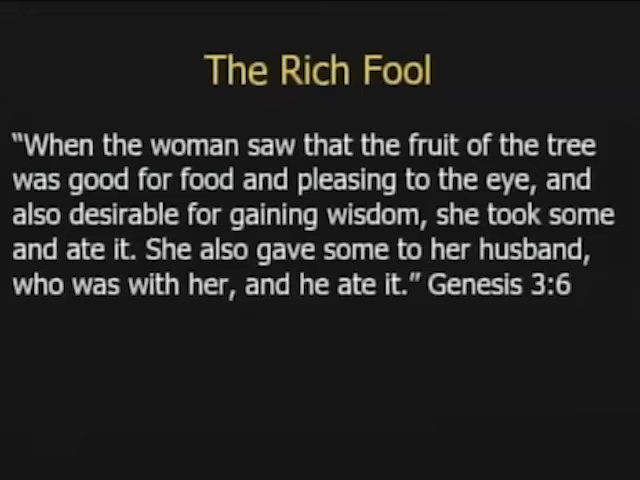 The Rich Fool
“When the woman saw that the fruit of the tree
was good for food and pleasing to the eye, and
also desirable for gaining wisdom, she took some
and ate it. She also gave some to her husband,
who was with her, and he ate it.” Genesis 3:6